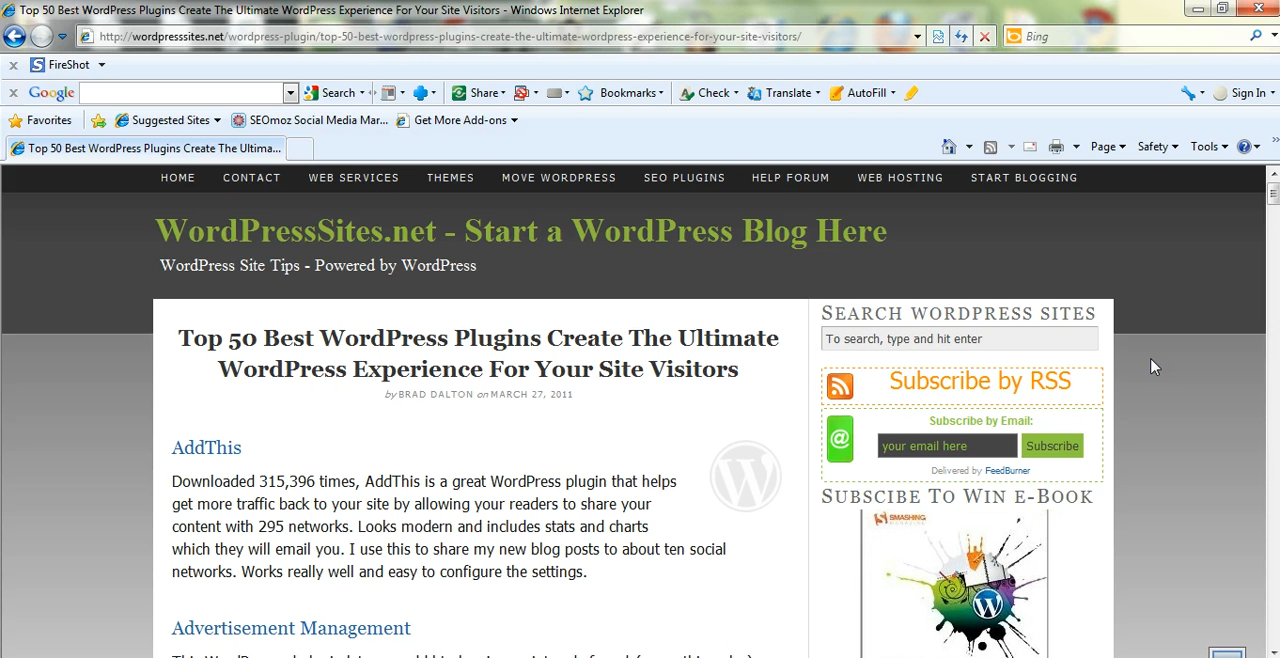 Top 50 Best WordPress Plugins Create The Ultimate WordPress Experience For Your Site Visitors - Windows Internet Explorer
http://wordpresssites.net/wordpress-plugin/top-50-best-wordpress-plugins-create-the-ultimate-wordpress-experience-for-your-site-visitors/
Bing
x FireShot
x Google Search Share Bookmarks Check Translate AutoFill Sign In
Favorites Suggested Sites SEOmoz Social Media Mar... Get More Add-ons
Top 50 Best WordPress Plugins Create The Ultima... Page Safety Tools
HOME CONTACT WEB SERVICES THEMES MOVE WORDPRESS SEO PLUGINS HELP FORUM WEB HOSTING START BLOGGING
WordPressSites.net - Start a WordPress Blog Here
WordPress Site Tips - Powered by WordPress
Top 50 Best WordPress Plugins Create The Ultimate
WordPress Experience For Your Site Visitors
by BRAD DALTON on MARCH 27, 2011
AddThis
Downloaded 315,396 times, AddThis is a great WordPress plugin that helps
get more traffic back to your site by allowing your readers to share your
content with 295 networks. Looks modern and includes stats and charts
which they will email you. I use this to share my new blog posts to about ten social
networks. Works really well and easy to configure the settings.
Advertisement Management
SEARCH WORDPRESS SITES
To search, type and hit enter
Subscribe by RSS
Subscribe by Email:
@ your email here Subscribe
Delivered by FeedBurner
SUBSCIBE TO WIN E-BOOK
SMASHING